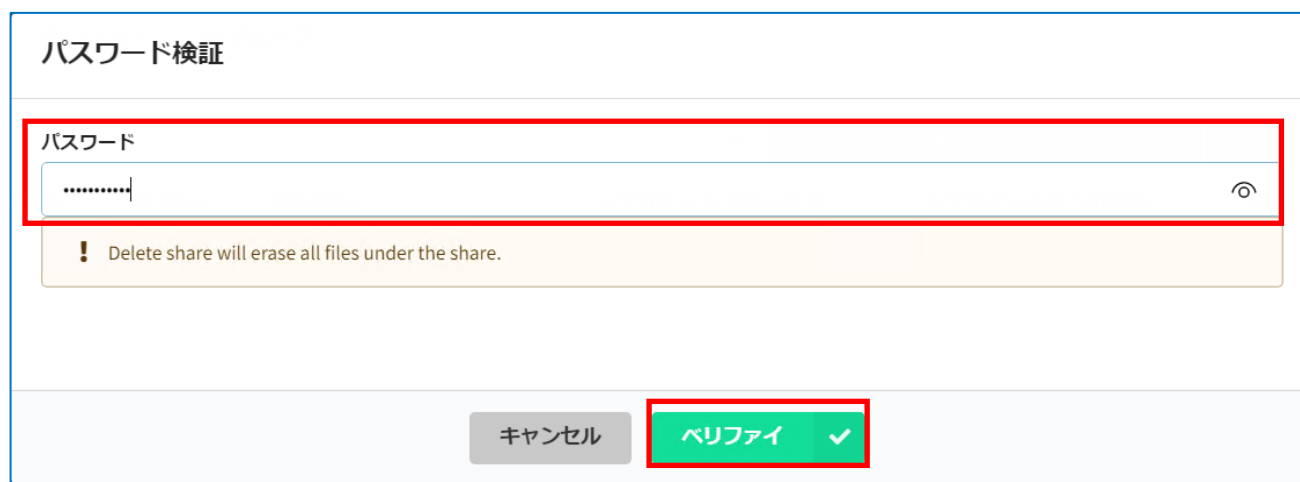 パスワード検証
パスワード
•••••••••••
! Delete share will erase all files under the share.
キャンセル
ベリファイ